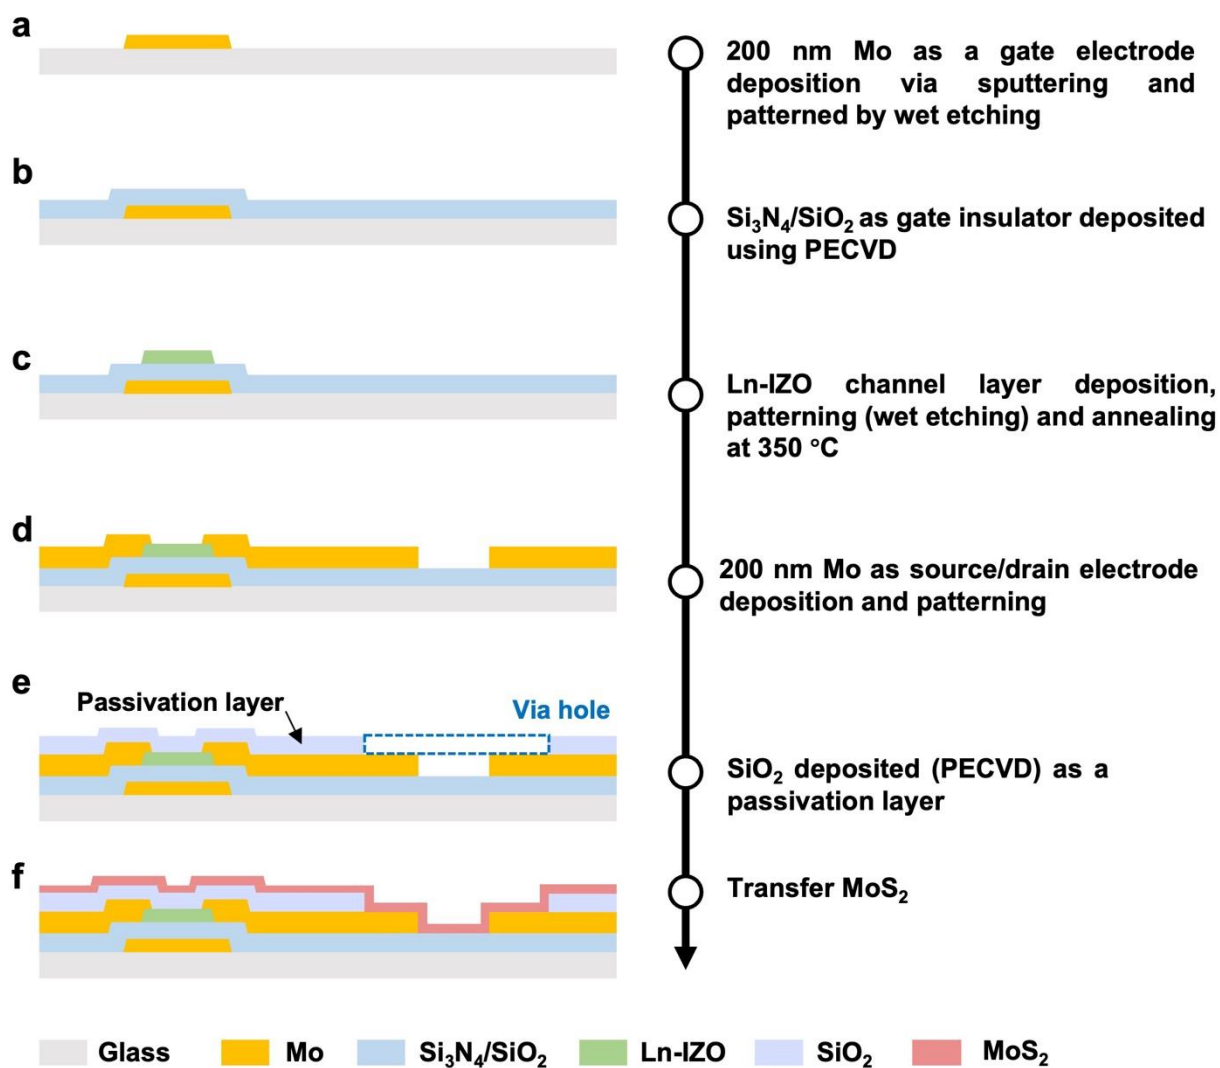 a
200 nm Mo as a gate electrode
deposition via sputtering and
patterned by wet etching
b
Si₃N₄/SiO₂ as gate insulator deposited
using PECVD
c
Ln-IZO channel layer deposition,
patterning (wet etching) and annealing
at 350 °C
d
200 nm Mo as source/drain electrode
deposition and patterning
e
Passivation layer
Via hole
SiO₂ deposited (PECVD) as a
passivation layer
f
Transfer MoS₂
Glass
Mo
Si₃N₄/SiO₂
Ln-IZO
SiO₂
MoS₂